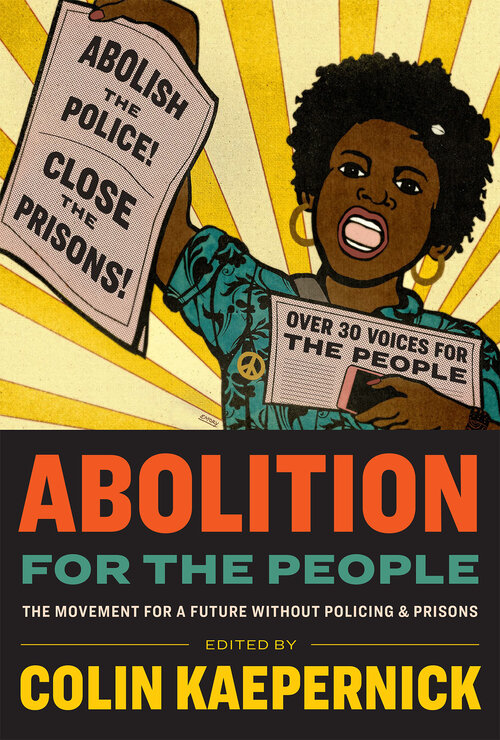 ABOLISH
THE
POLICE!
CLOSE
THE
PRISONS!
OVER 30 VOICES FOR
THE PEOPLE
ABOLITION
FOR THE PEOPLE
THE MOVEMENT FOR A FUTURE WITHOUT POLICING & PRISONS
EDITED BY
COLIN KAEPERNICK